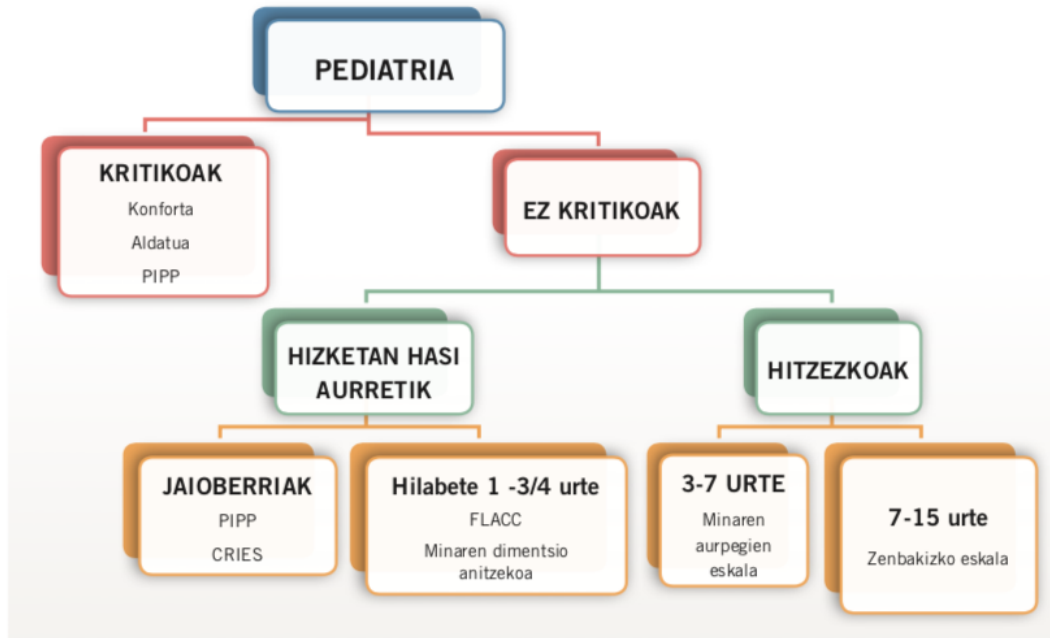 PEDIATRIA
KRITIKOAK
Konforta
Aldatua
PIPP
EZ KRITIKOAK
HIZKETAN HASI
AURRETIK
HITZEZKOAK
JAIOBERRIAK
PIPP
CRIES
Hilabete 1 -3/4 urte
FLACC
Minaren dimentsio
anitzekoa
3-7 URTE
Minaren
aurpegien
eskala
7-15 urte
Zenbakizko eskala